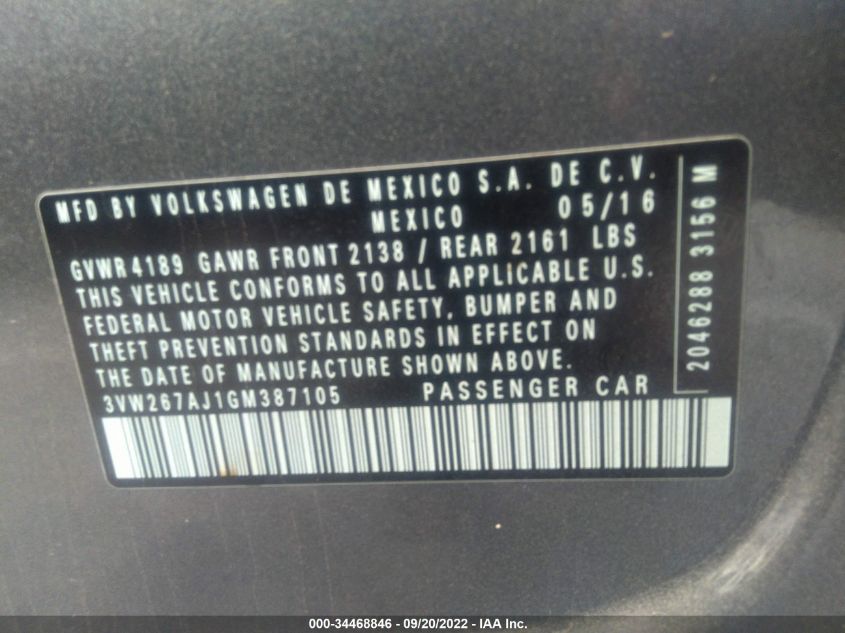 MFD BY VOLKSWAGEN DE MEXICO S.A. DE C.V.
MEXICO 05/16
GVWR 4189 GAWR FRONT 2138 / REAR 2161 LBS
THIS VEHICLE CONFORMS TO ALL APPLICABLE U.S.
FEDERAL MOTOR VEHICLE SAFETY, BUMPER AND
THEFT PREVENTION STANDARDS IN EFFECT ON
THE DATE OF MANUFACTURE SHOWN ABOVE.
3VW267AJ1GM387105 PASSENGER CAR
2046288 3156 M
000-34468846 / 09/20/2022 - IAA Inc.